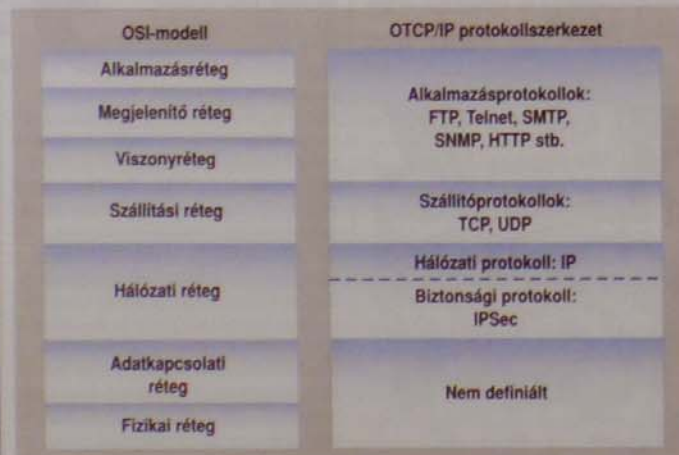 OSI-modell
Alkalmazásréteg
Megjelenítő réteg
Viszonyréteg
Szállítási réteg
Hálózati réteg
Adatkapcsolati
réteg
Fizikai réteg
OTCP/IP protokollszerkezet
Alkalmazásprotokollok:
FTP, Telnet, SMTP,
SNMP, HTTP stb.
Szállítóprotokollok:
TCP, UDP
Hálózati protokoll: IP
Biztonsági protokoll:
IPSec
Nem definiált